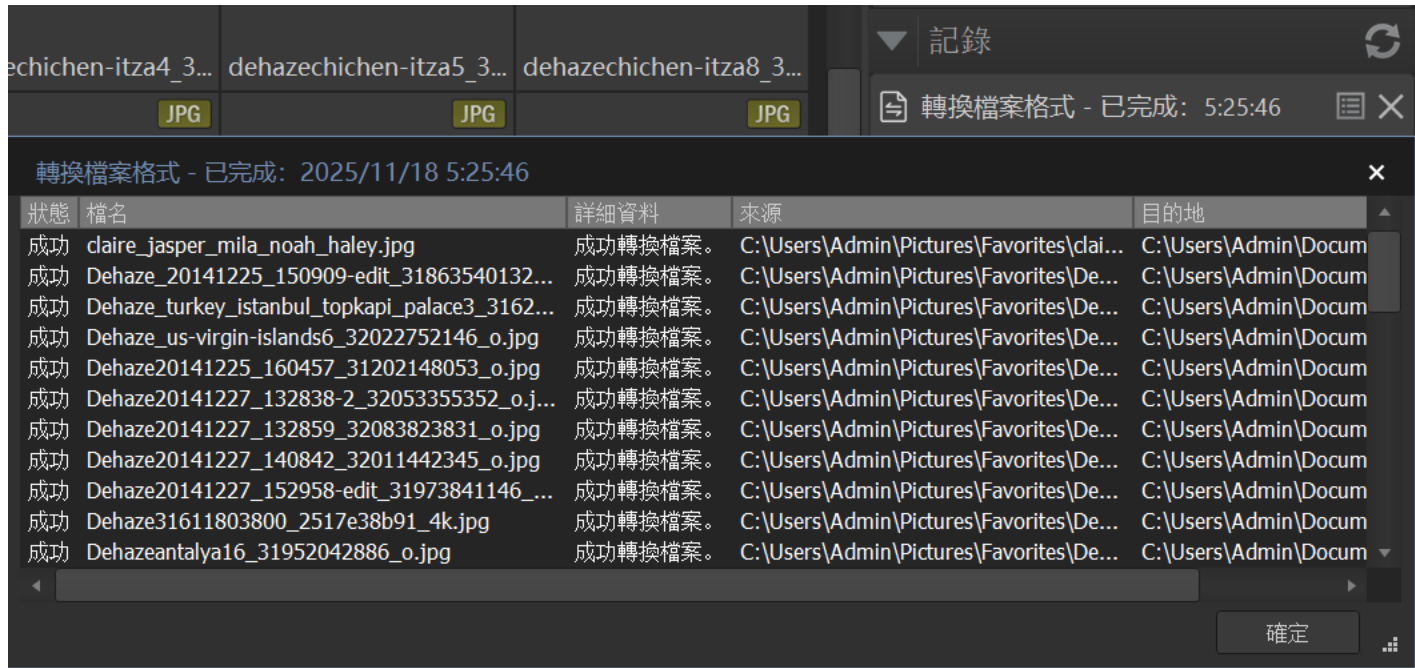 echichen-itza4_3... dehazechichen-itza5_3... dehazechichen-itza8_3...
JPG JPG JPG
記錄
轉換檔案格式 - 已完成: 5:25:46
轉換檔案格式 - 已完成: 2025/11/18 5:25:46
狀態 檔名 詳細資料 來源 目的地
成功 claire_jasper_mila_noah_haley.jpg 成功轉換檔案。 C:\Users\Admin\Pictures\Favorites\clai... C:\Users\Admin\Docum
成功 Dehaze_20141225_150909-edit_31863540132... 成功轉換檔案。 C:\Users\Admin\Pictures\Favorites\De... C:\Users\Admin\Docum
成功 Dehaze_turkey_istanbul_topkapi_palace3_3162... 成功轉換檔案。 C:\Users\Admin\Pictures\Favorites\De... C:\Users\Admin\Docum
成功 Dehaze_us-virgin-islands6_32022752146_o.jpg 成功轉換檔案。 C:\Users\Admin\Pictures\Favorites\De... C:\Users\Admin\Docum
成功 Dehaze20141225_160457_31202148053_o.jpg 成功轉換檔案。 C:\Users\Admin\Pictures\Favorites\De... C:\Users\Admin\Docum
成功 Dehaze20141227_132838-2_32053355352_o.j... 成功轉換檔案。 C:\Users\Admin\Pictures\Favorites\De... C:\Users\Admin\Docum
成功 Dehaze20141227_132859_32083823831_o.jpg 成功轉換檔案。 C:\Users\Admin\Pictures\Favorites\De... C:\Users\Admin\Docum
成功 Dehaze20141227_140842_32011442345_o.jpg 成功轉換檔案。 C:\Users\Admin\Pictures\Favorites\De... C:\Users\Admin\Docum
成功 Dehaze20141227_152958-edit_31973841146_... 成功轉換檔案。 C:\Users\Admin\Pictures\Favorites\De... C:\Users\Admin\Docum
成功 Dehaze31611803800_2517e38b91_4k.jpg 成功轉換檔案。 C:\Users\Admin\Pictures\Favorites\De... C:\Users\Admin\Docum
成功 Dehazeantalya16_31952042886_o.jpg 成功轉換檔案。 C:\Users\Admin\Pictures\Favorites\De... C:\Users\Admin\Docum
確定